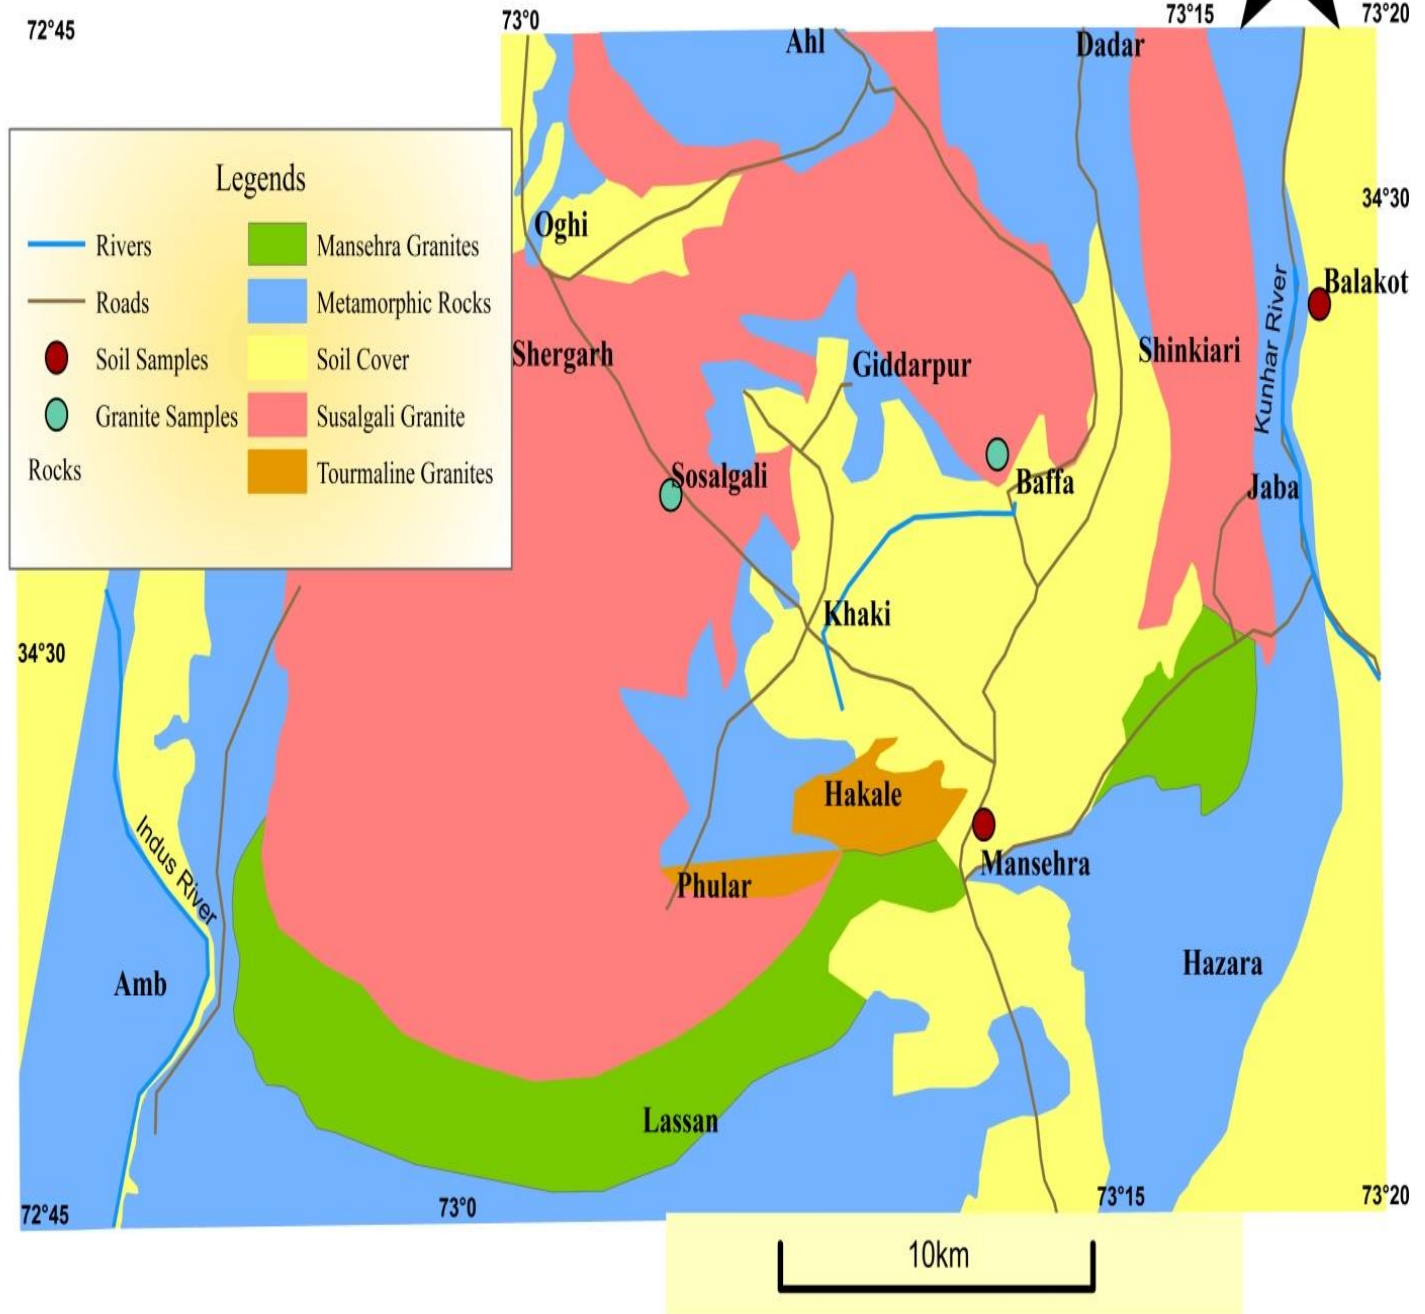 72°45
73°0
73°15
73°20
Ahl
Dadar
34°30
Legends
Rivers
Roads
Soil Samples
Granite Samples
Rocks
Mansehra Granites
Metamorphic Rocks
Soil Cover
Susalgali Granite
Tourmaline Granites
Oghi
Balakot
Kunhar River
Shergarh
Giddarpur
Shinkiari
Sosalgali
Baffa
Jaba
Khaki
34°30
Hakale
Mansehra
Phular
Indus River
Amb
Hazara
Lassan
72°45
73°0
73°15
73°20
10km